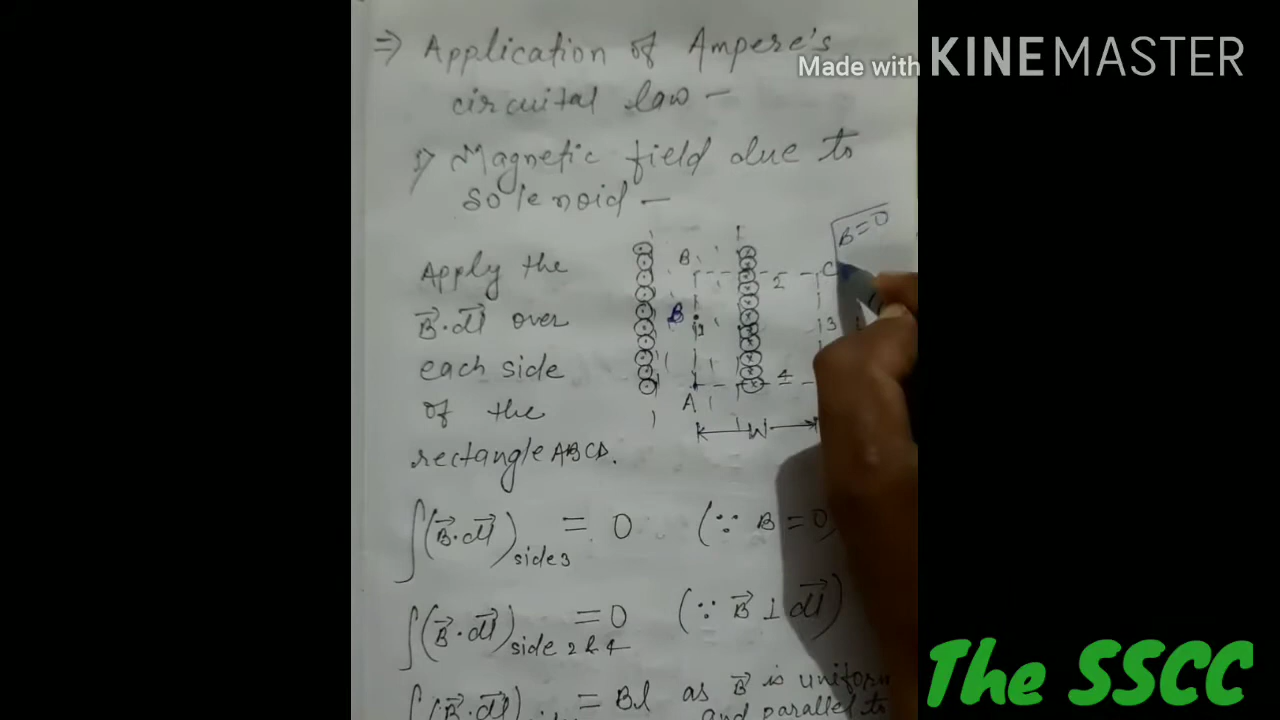 ⇒ Application of Ampere's
circuital law –
1) Magnetic field due to
solenoid –
Apply the
B⃗·dl⃗ over
each side
of the
rectangle ABCD.
B = 0
B
C
2
B
1
3
4
A
W
∫(B⃗·dl⃗)side3 = 0 (∵ B = 0)
∫(B⃗·dl⃗)side 2&4 = 0 (∵ B⃗ ⊥ dl⃗)
∫(B⃗·dl⃗) = Bl as B⃗ is uniform
and parallel to
Made with KINEMASTER
The SSCC